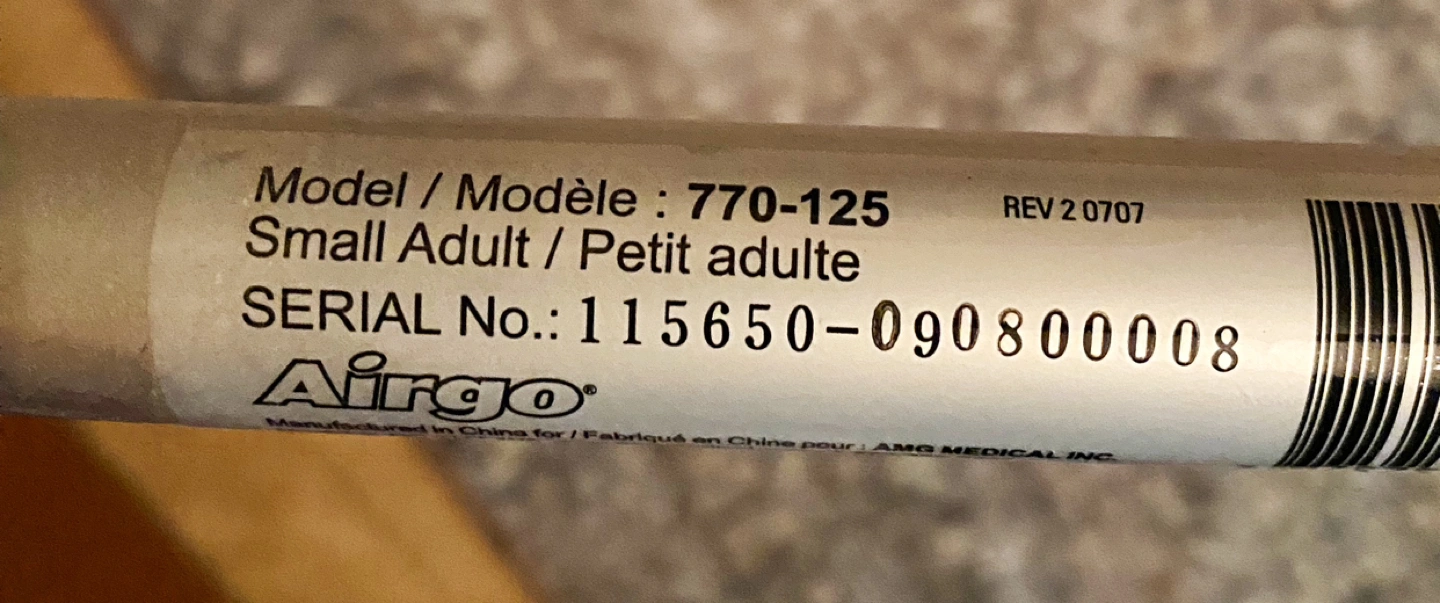 Model / Modèle : 770-125 REV 2 0707
Small Adult / Petit adulte
SERIAL No.: 115650-090800008
Airgo®
Manufactured in China for / Fabriqué en Chine pour : AMG MEDICAL INC.